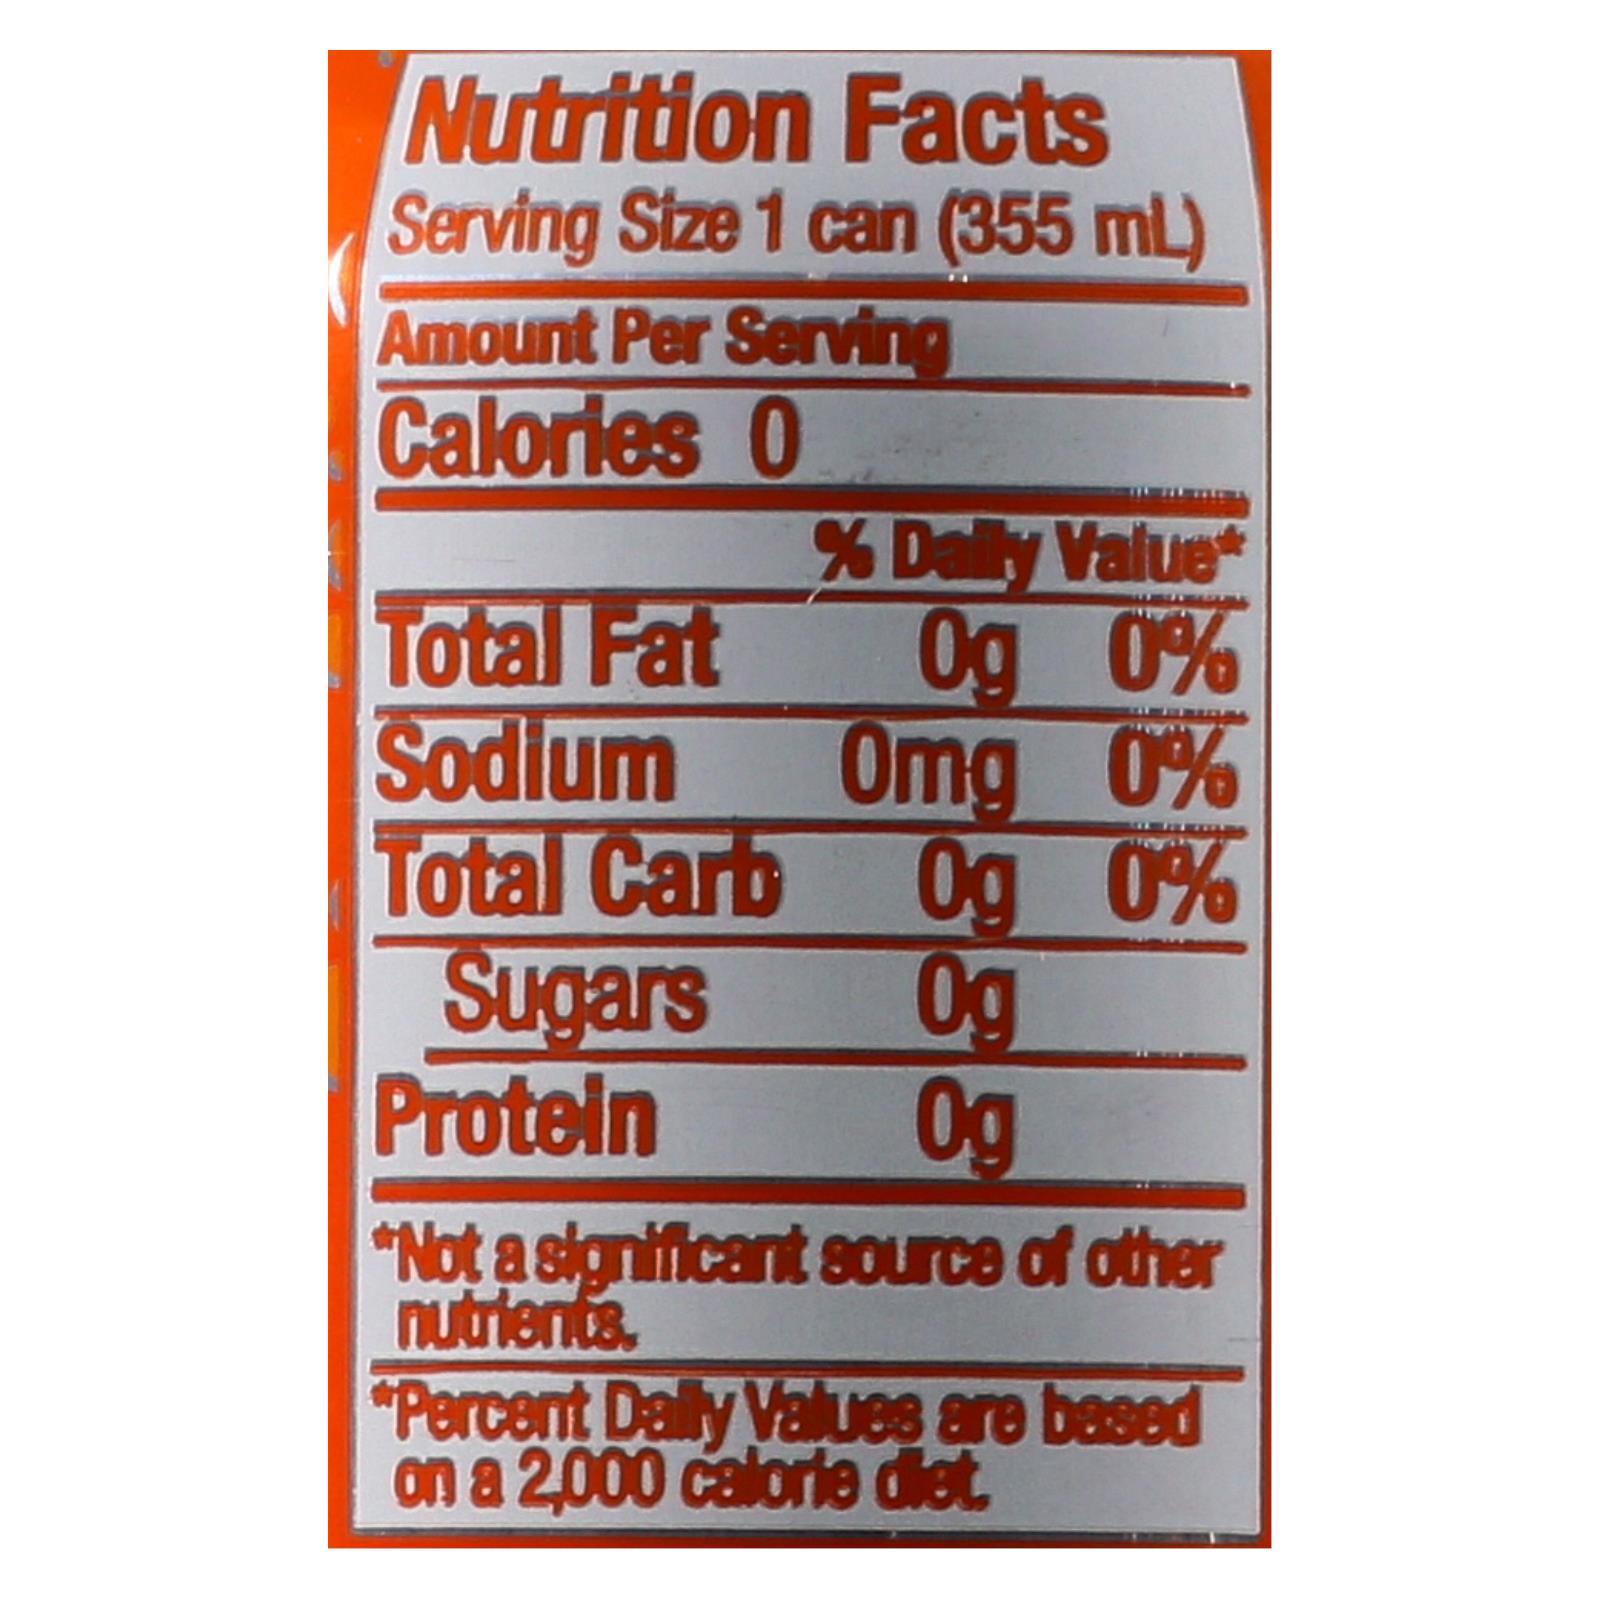 Nutrition Facts
Serving Size 1 can (355 mL)
Amount Per Serving
Calories 0
% Daily Value*
Total Fat 0g 0%
Sodium 0mg 0%
Total Carb 0g 0%
Sugars 0g
Protein 0g
*Not a significant source of other
nutrients.
*Percent Daily Values are based
on a 2,000 calorie diet.